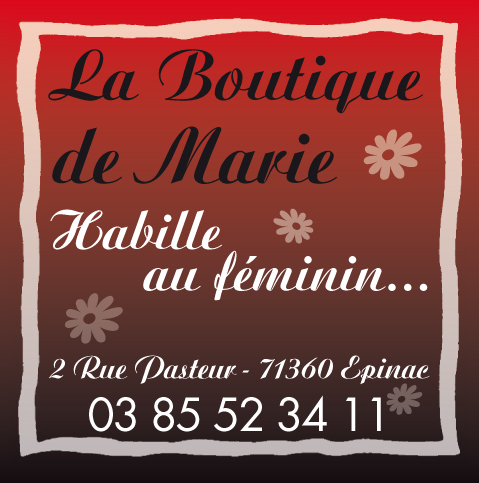 La Boutique
de Marie
Habille
au féminin...
2 Rue Pasteur - 71360 Epinac
03 85 52 34 11